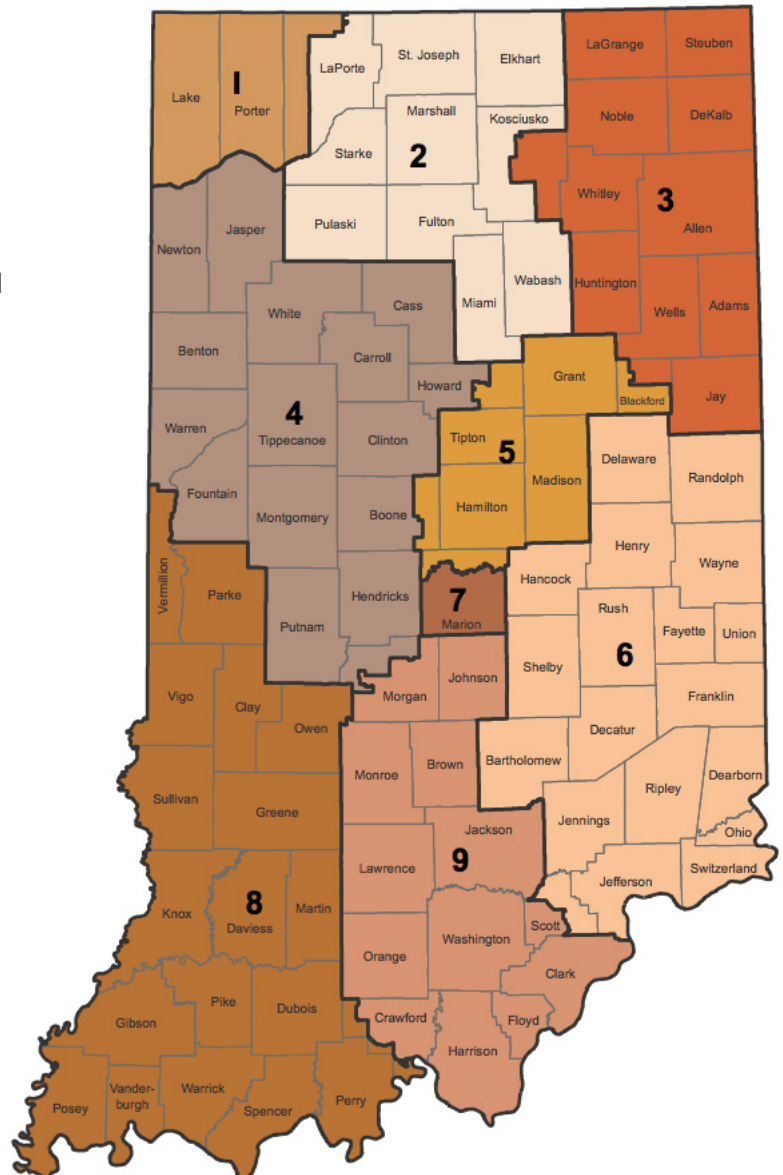 LaGrange
Steuben
St. Joseph
Elkhart
LaPorte
I
Lake
Porter
Marshall
Noble
DeKalb
Kosciusko
Starke
2
Whitley
3
Allen
Pulaski
Fulton
Jasper
Newton
Wabash
Huntington
Miami
White
Cass
Wells
Adams
Benton
Carroll
Howard
Grant
Blackford
Jay
4
Warren
Tippecanoe
Clinton
Tipton
5
Delaware
Randolph
Madison
Fountain
Hamilton
Montgomery
Boone
Henry
Wayne
Vermillion
Parke
Hendricks
7
Marion
Hancock
Rush
Putnam
Fayette
Union
6
Shelby
Vigo
Clay
Morgan
Johnson
Franklin
Owen
Decatur
Monroe
Brown
Bartholomew
Dearborn
Ripley
Sullivan
Greene
Jennings
Jackson
Ohio
9
Lawrence
Switzerland
Jefferson
Knox
8
Daviess
Martin
Scott
Washington
Orange
Clark
Pike
Dubois
Crawford
Floyd
Gibson
Harrison
Vander-
burgh
Warrick
Posey
Spencer
Perry